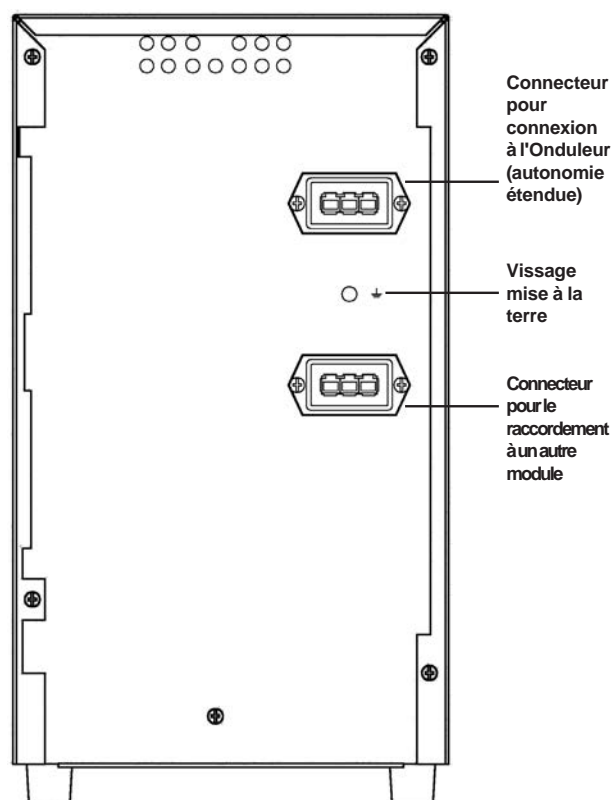 Connecteur
pour
connexion
à l'Onduleur
(autonomie
étendue)
Vissage
mise à la
terre
Connecteur
pour le
raccordement
à un autre
module